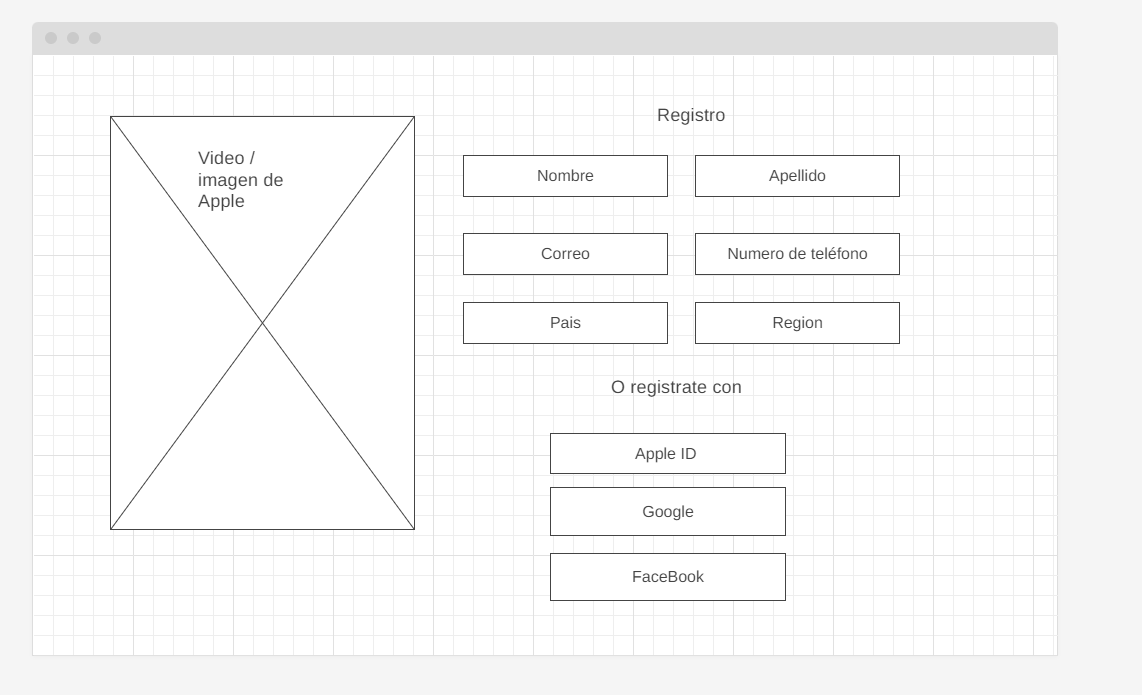 Video /
imagen de
Apple
Registro
Nombre
Apellido
Correo
Numero de teléfono
Pais
Region
O registrate con
Apple ID
Google
FaceBook